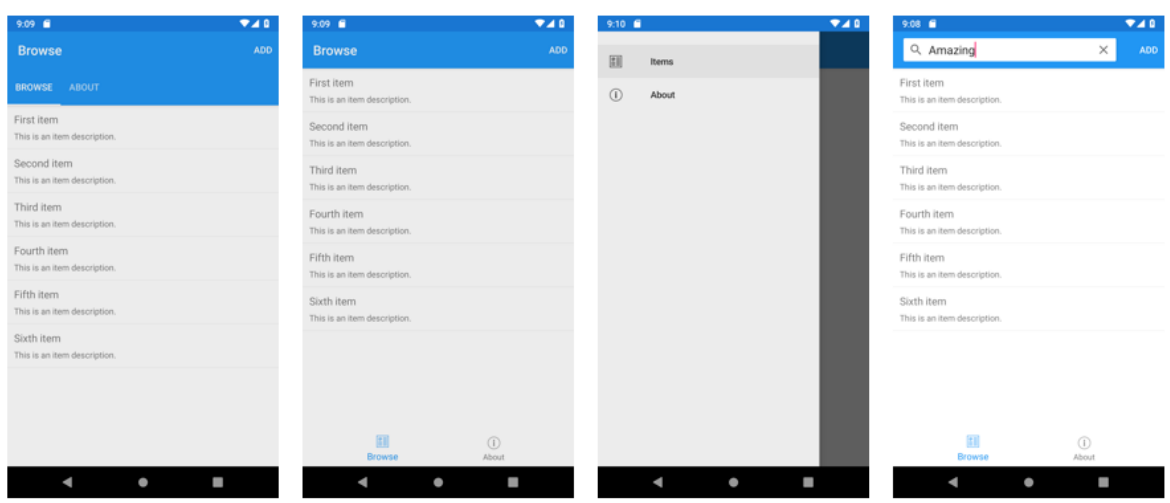 9:09
Browse
ADD
BROWSE ABOUT
First item
This is an item description.
Second item
This is an item description.
Third item
This is an item description.
Fourth item
This is an item description.
Fifth item
This is an item description.
Sixth item
This is an item description.
9:09
Browse
ADD
First item
This is an item description.
Second item
This is an item description.
Third item
This is an item description.
Fourth item
This is an item description.
Fifth item
This is an item description.
Sixth item
This is an item description.
Browse
About
9:10
Items
About
9:08
Amazing
ADD
First item
This is an item description.
Second item
This is an item description.
Third item
This is an item description.
Fourth item
This is an item description.
Fifth item
This is an item description.
Sixth item
This is an item description.
Browse
About